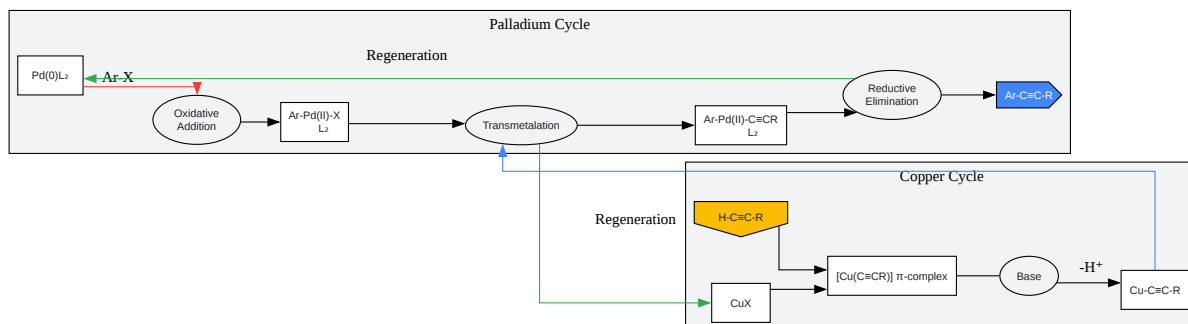 Palladium Cycle
Regeneration
Pd(0)L₂
Ar-X
Oxidative
Addition
Ar-Pd(II)-X
L₂
Transmetalation
Ar-Pd(II)-C≡CR
L₂
Reductive
Elimination
Ar-C≡C-R
Copper Cycle
Regeneration
H-C≡C-R
CuX
[Cu(C≡CR)] π-complex
Base
-H⁺
Cu-C≡C-R